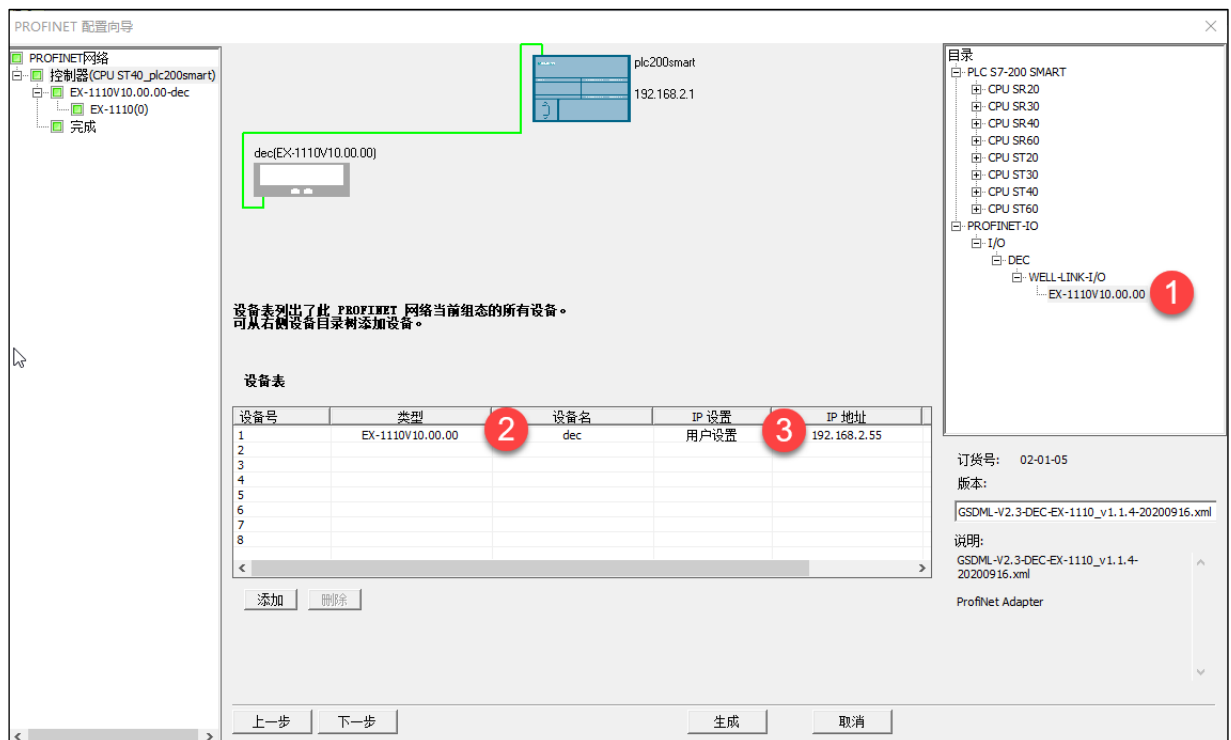 PROFINET 配置向导
PROFINET网络
控制器(CPU ST40_plc200smart)
EX-1110V10.00.00-dec
EX-1110(0)
完成
plc200smart
192.168.2.1
dec(EX-1110V10.00.00)
设备表列出了此 PROFINET 网络当前组态的所有设备。
可从右侧设备目录树添加设备。
设备表
设备号 类型 设备名 IP 设置 IP 地址
1 EX-1110V10.00.00 2 dec 用户设置 3 192.168.2.55
2
3
4
5
6
7
8
添加 删除
上一步 下一步 生成 取消
目录
PLC S7-200 SMART
CPU SR20
CPU SR30
CPU SR40
CPU SR60
CPU ST20
CPU ST30
CPU ST40
CPU ST60
PROFINET-IO
I/O
DEC
WELL-LINK-I/O
EX-1110V10.00.00 1
订货号: 02-01-05
版本:
GSDML-V2.3-DEC-EX-1110_v1.1.4-20200916.xml
说明:
GSDML-V2.3-DEC-EX-1110_v1.1.4-
20200916.xml
ProfiNet Adapter